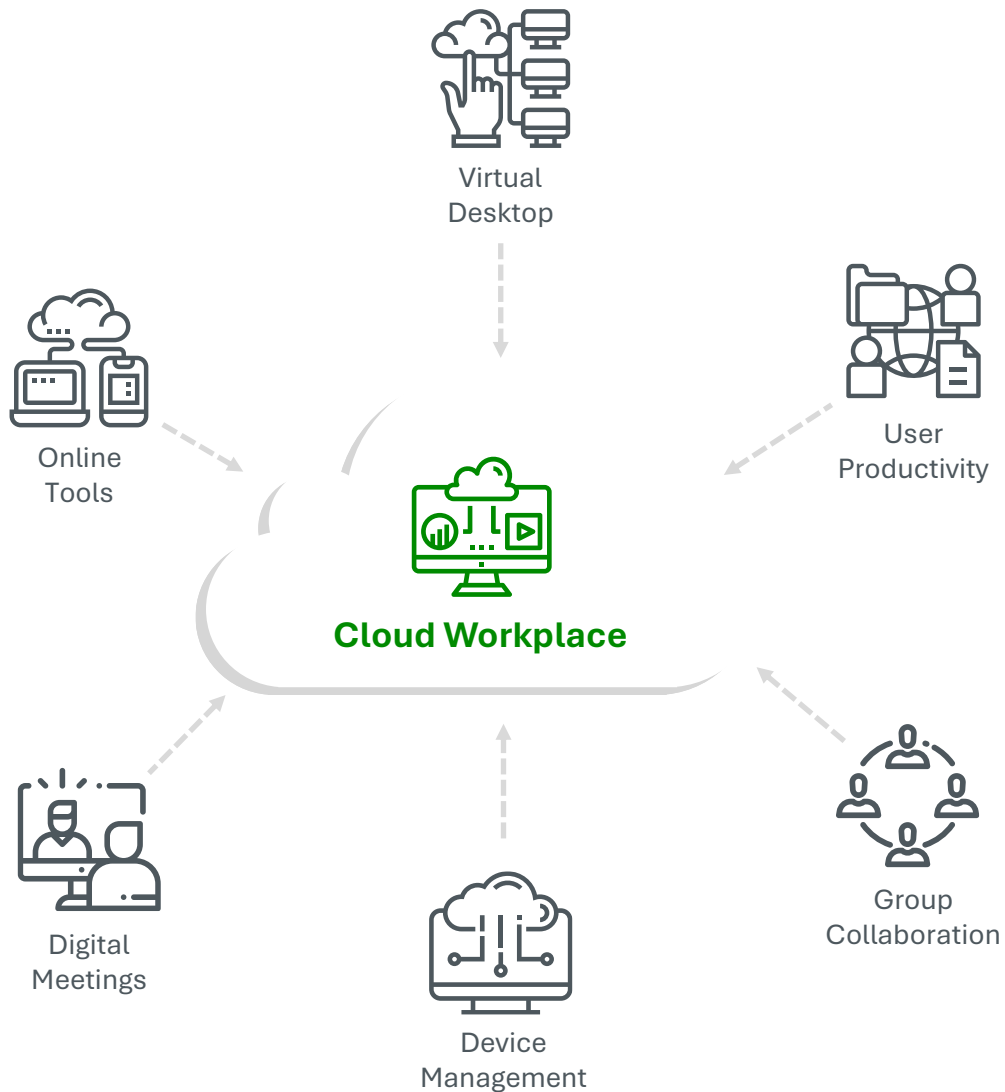 Virtual
Desktop
User
Productivity
Online
Tools
Cloud Workplace
Group
Collaboration
Digital
Meetings
Device
Management